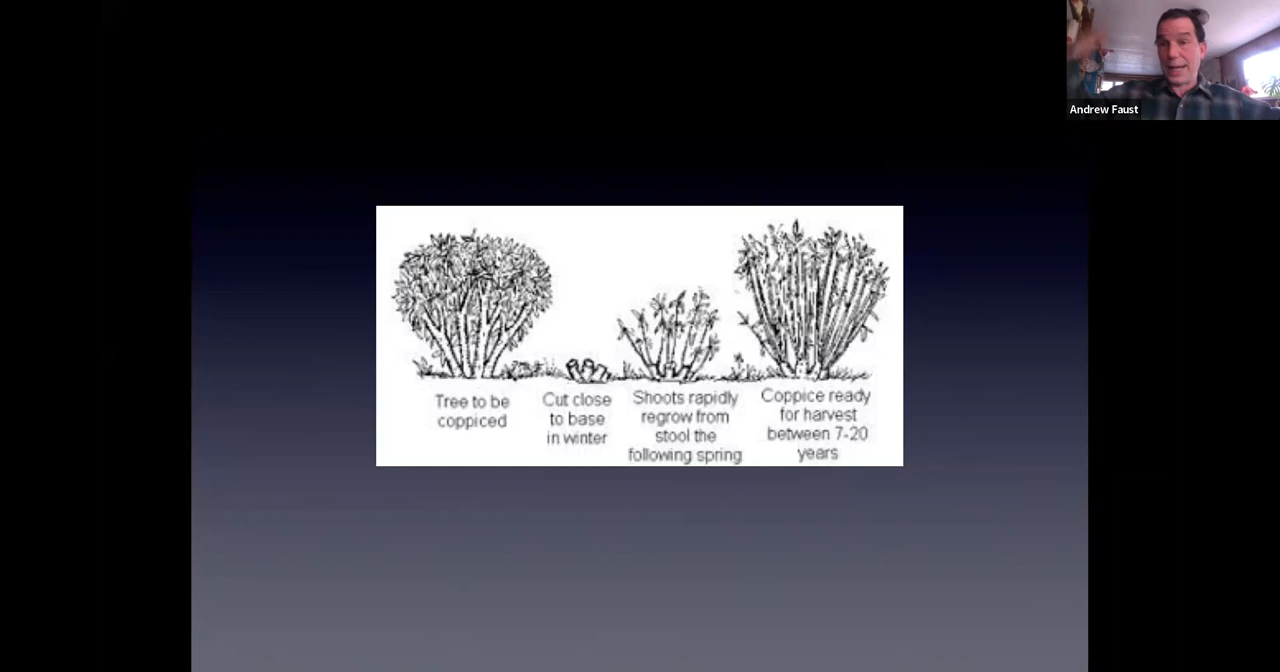 Andrew Faust
Tree to be
coppiced
Cut close
to base
in winter
Shoots rapidly
regrow from
stool the
following spring
Coppice ready
for harvest
between 7-20
years